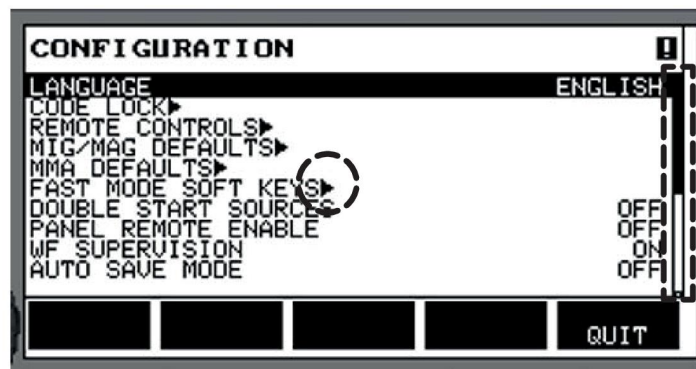 CONFIGURATION
LANGUAGE ENGLISH
CODE LOCK▶
REMOTE CONTROLS▶
MIG/MAG DEFAULTS▶
MMA DEFAULTS▶
FAST MODE SOFT KEYS▶
DOUBLE START SOURCES OFF
PANEL REMOTE ENABLE OFF
WF SUPERVISION ON
AUTO SAVE MODE OFF
QUIT